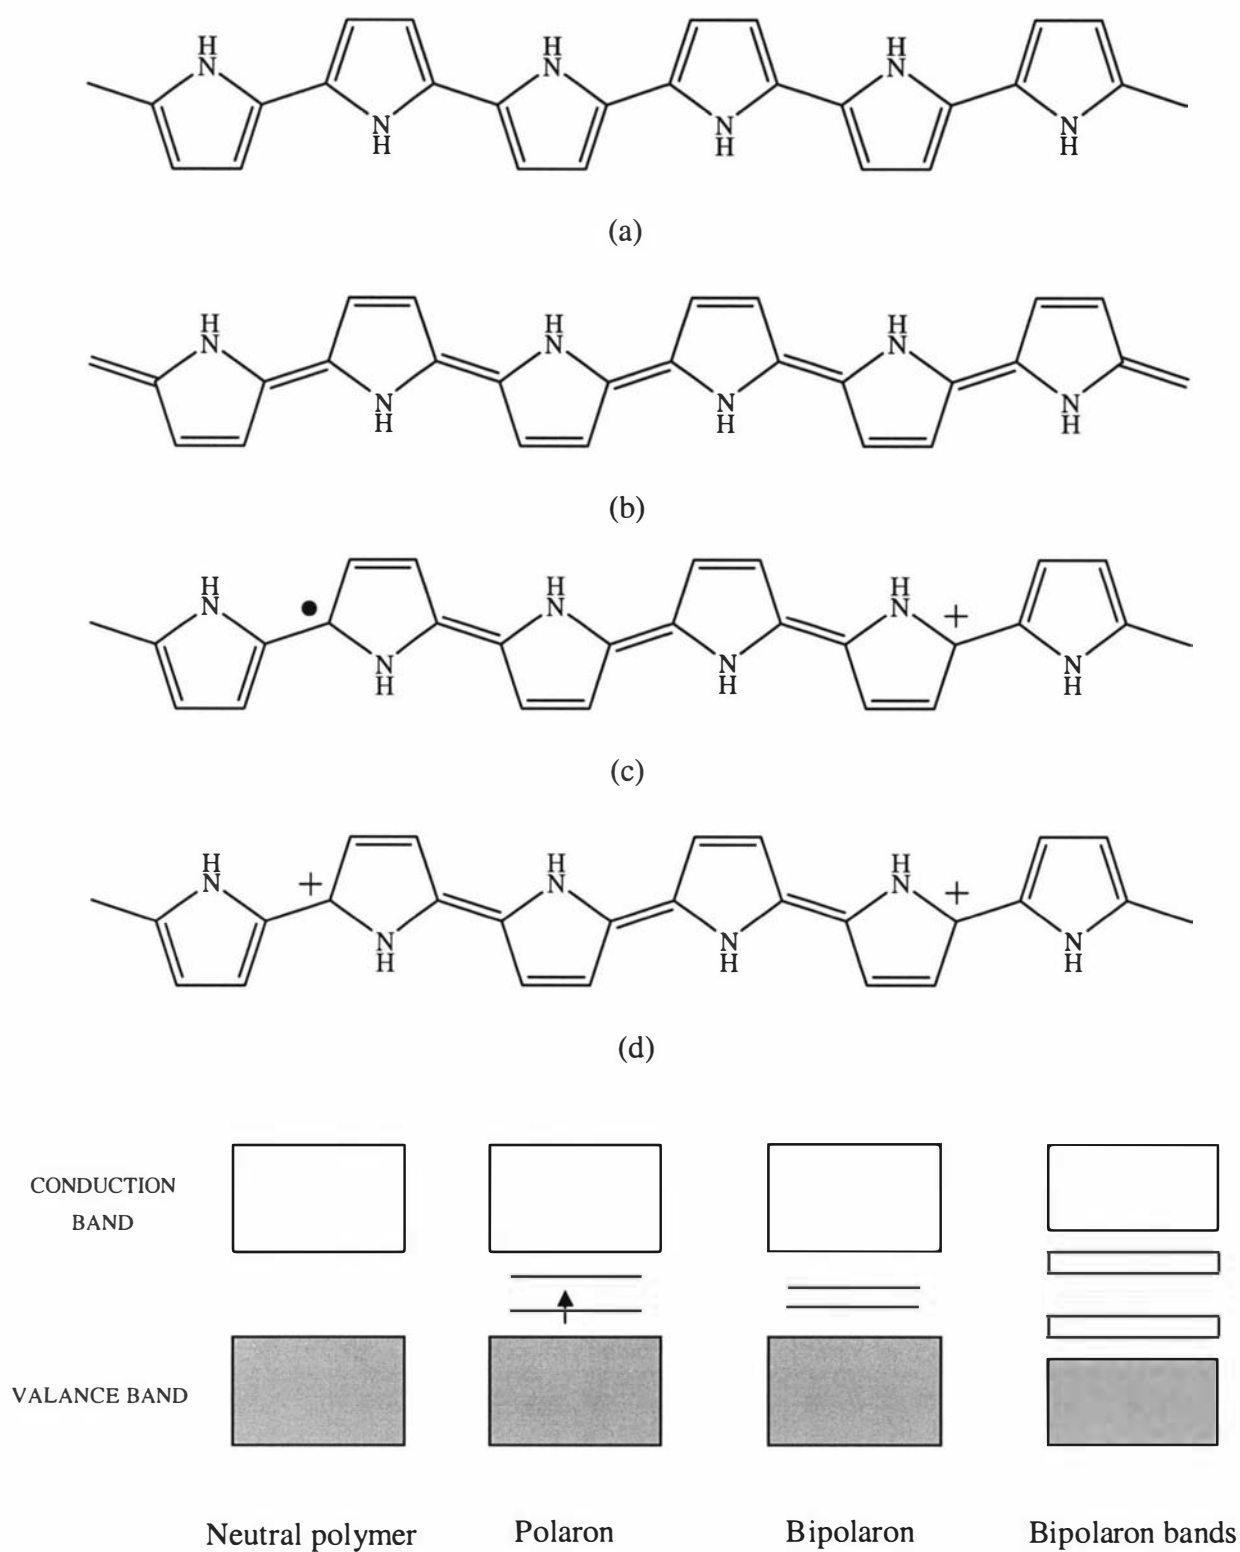 H H H
N N N
N N N
H H H
(a)
H H H
N N N
N N N
H H H
(b)
H H H
N • N N +
N N N
H H H
(c)
H H H
N + N N +
N N N
H H H
(d)
CONDUCTION
BAND
VALANCE BAND
Neutral polymer Polaron Bipolaron Bipolaron bands